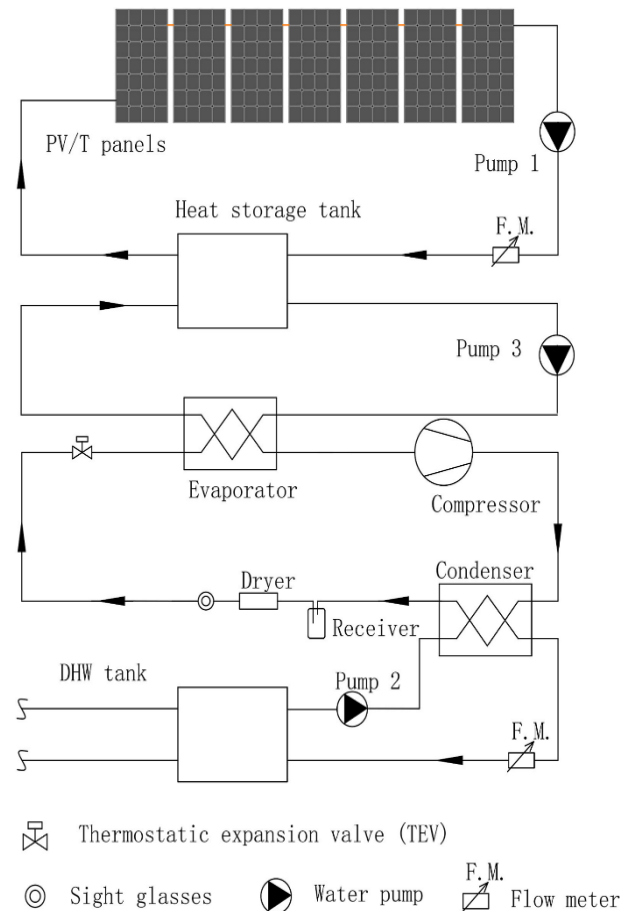 PV/T panels
Pump 1
Heat storage tank
F.M.
Pump 3
Evaporator
Compressor
Condenser
Dryer
Receiver
DHW tank
Pump 2
F.M.
Thermostatic expansion valve (TEV)
F.M.
Sight glasses
Water pump
Flow meter